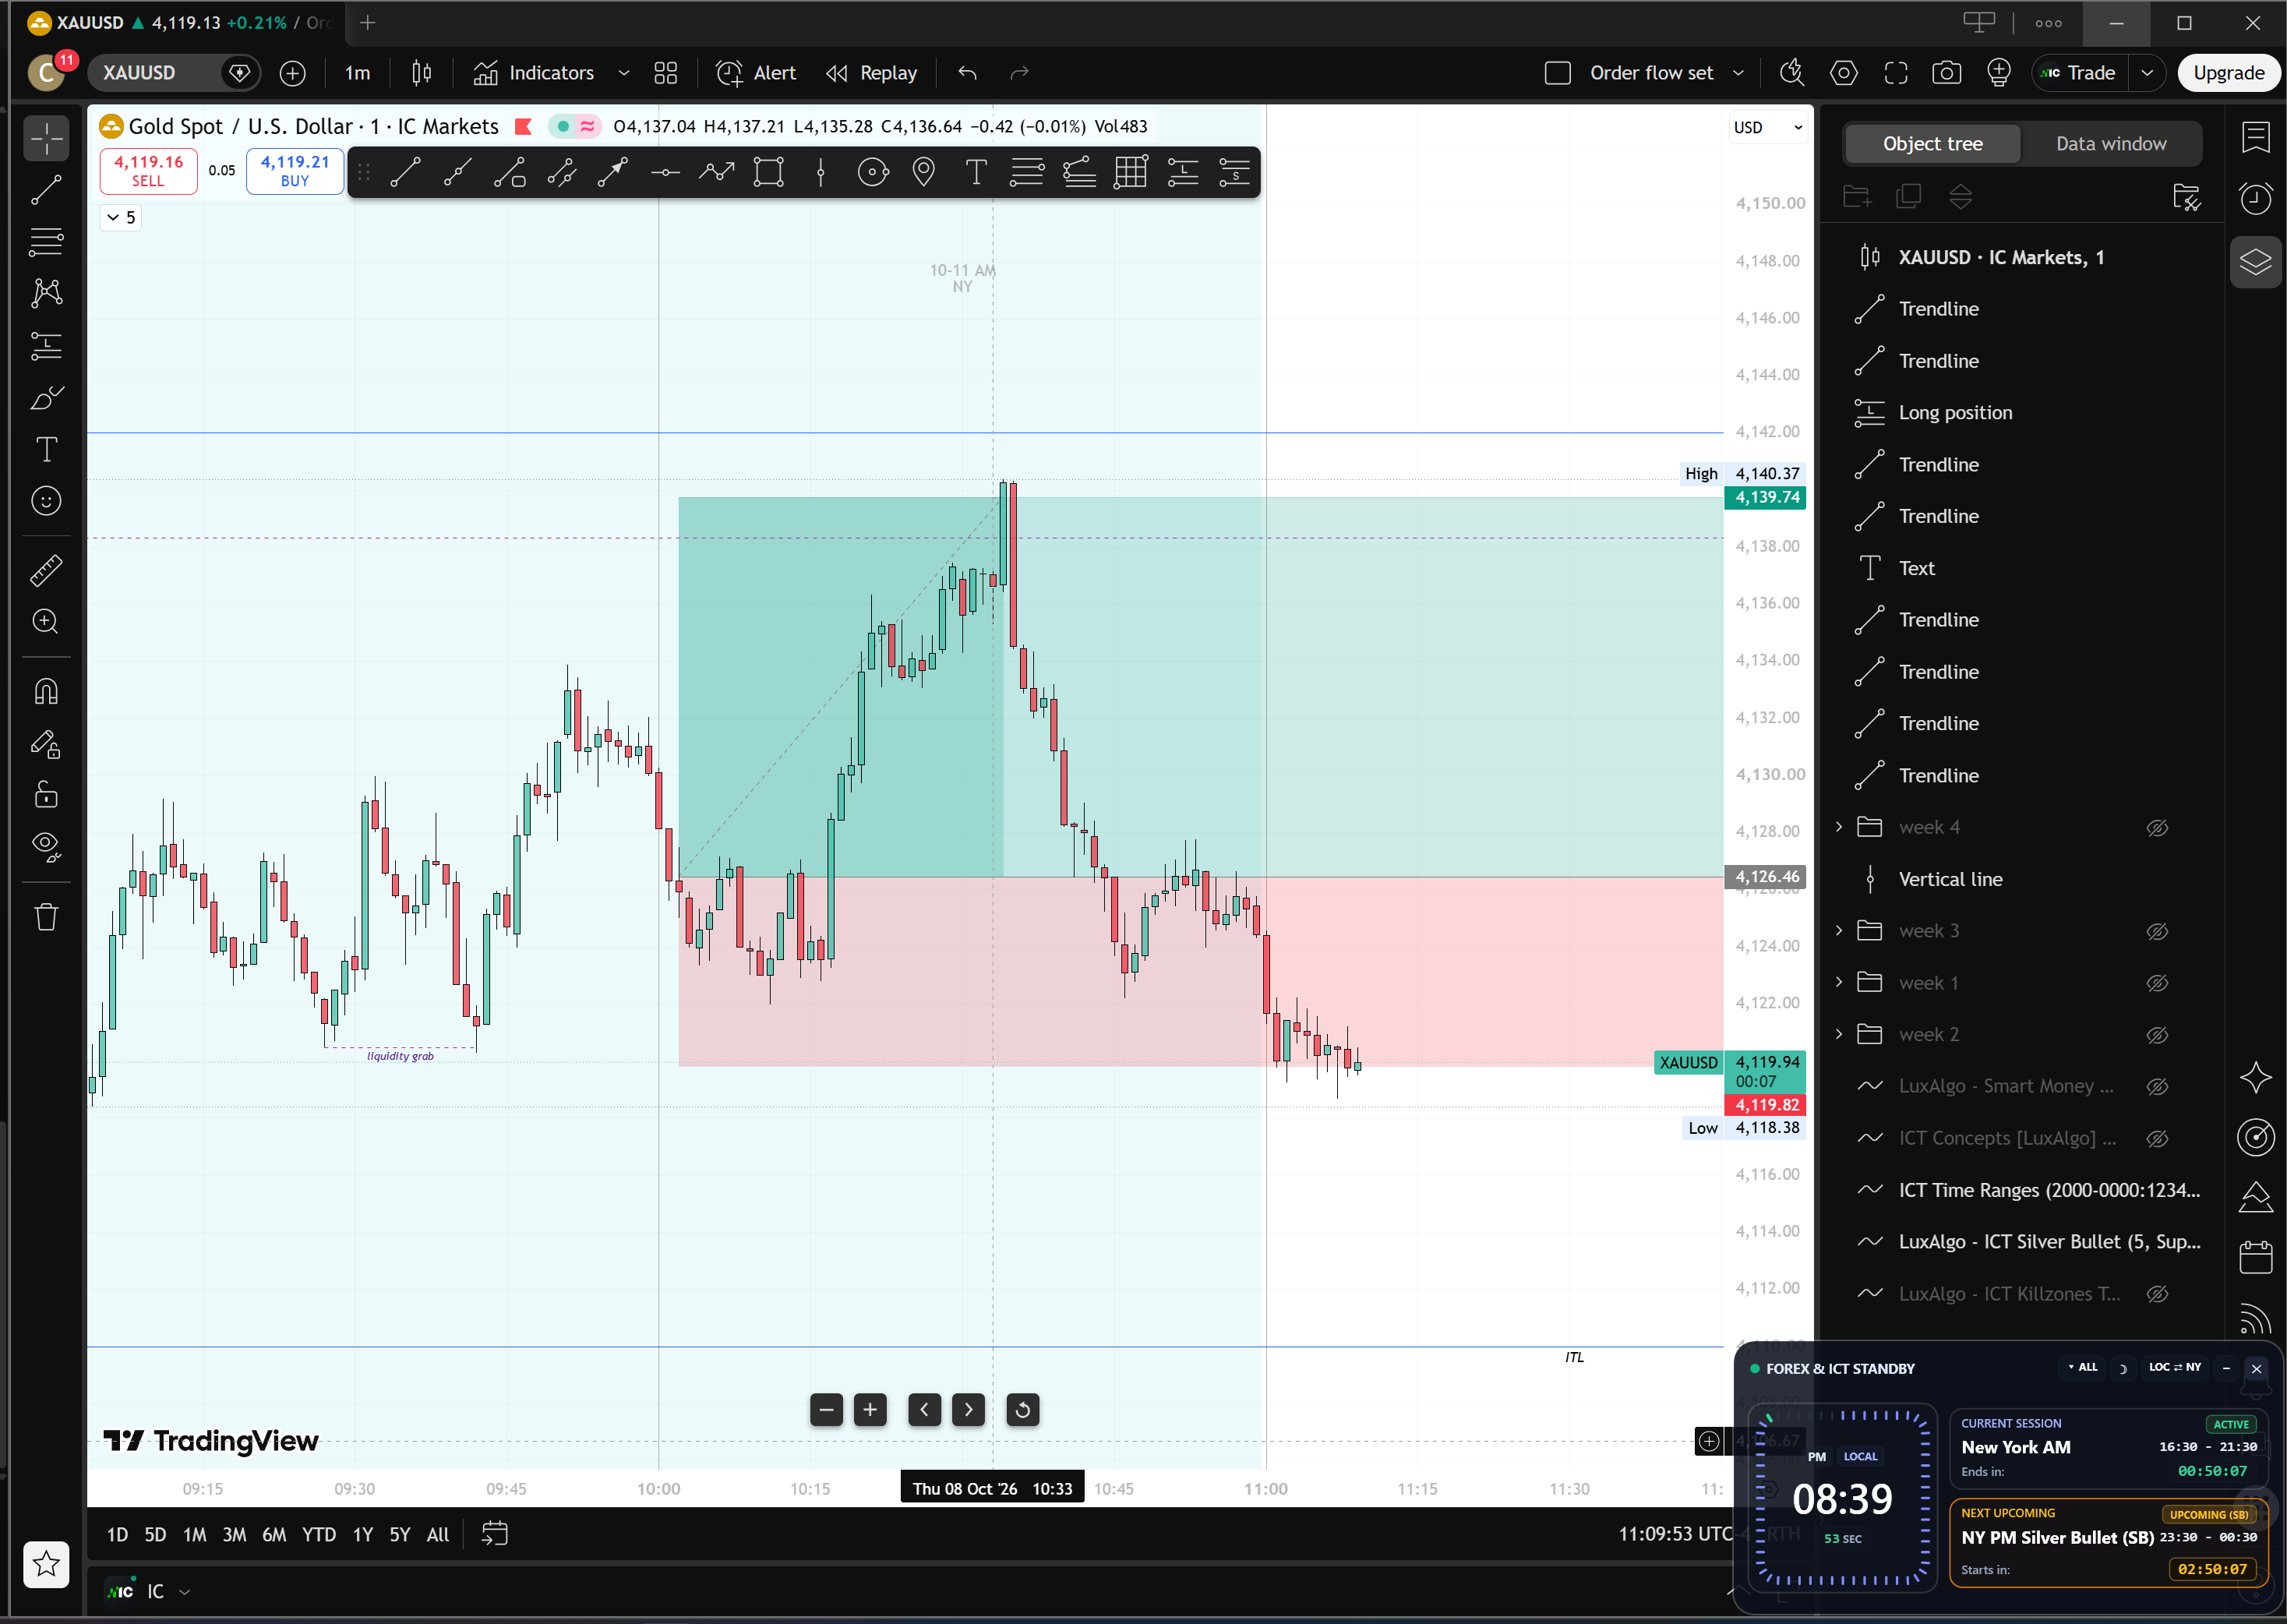 XAUUSD ▲ 4,119.13 +0.21% / Orc
C 11 XAUUSD 1m Indicators Alert Replay Order flow set IC Trade Upgrade
Gold Spot / U.S. Dollar · 1 · IC Markets O4,137.04 H4,137.21 L4,135.28 C4,136.64 −0.42 (−0.01%) Vol483
USD
4,119.16 SELL
0.05
4,119.21 BUY
5
10-11 AM
NY
4,150.00
4,148.00
4,146.00
4,144.00
4,142.00
High 4,140.37
4,139.74
4,138.00
4,136.00
4,134.00
4,132.00
4,130.00
4,128.00
4,126.46
4,124.00
4,122.00
XAUUSD 4,119.94
00:07
4,119.82
Low 4,118.38
4,116.00
4,114.00
4,112.00
liquidity grab
ITL
TradingView
09:15 09:30 09:45 10:00 10:15 Thu 08 Oct '26 10:33 10:45 11:00 11:15 11:30 11:
1D 5D 1M 3M 6M YTD 1Y 5Y All
11:09:53 UTC-4 RTH
IC IC
Object tree Data window
XAUUSD · IC Markets, 1
Trendline
Trendline
Long position
Trendline
Trendline
Text
Trendline
Trendline
Trendline
Trendline
week 4
Vertical line
week 3
week 1
week 2
LuxAlgo - Smart Money ...
ICT Concepts [LuxAlgo] ...
ICT Time Ranges (2000-0000:1234...
LuxAlgo - ICT Silver Bullet (5, Sup...
LuxAlgo - ICT Killzones T...
FOREX & ICT STANDBY ▼ ALL LOC ⇄ NY
PM LOCAL
08:39
53 SEC
CURRENT SESSION ACTIVE
New York AM 16:30 - 21:30
Ends in: 00:50:07
NEXT UPCOMING UPCOMING (SB)
NY PM Silver Bullet (SB) 23:30 - 00:30
Starts in: 02:50:07